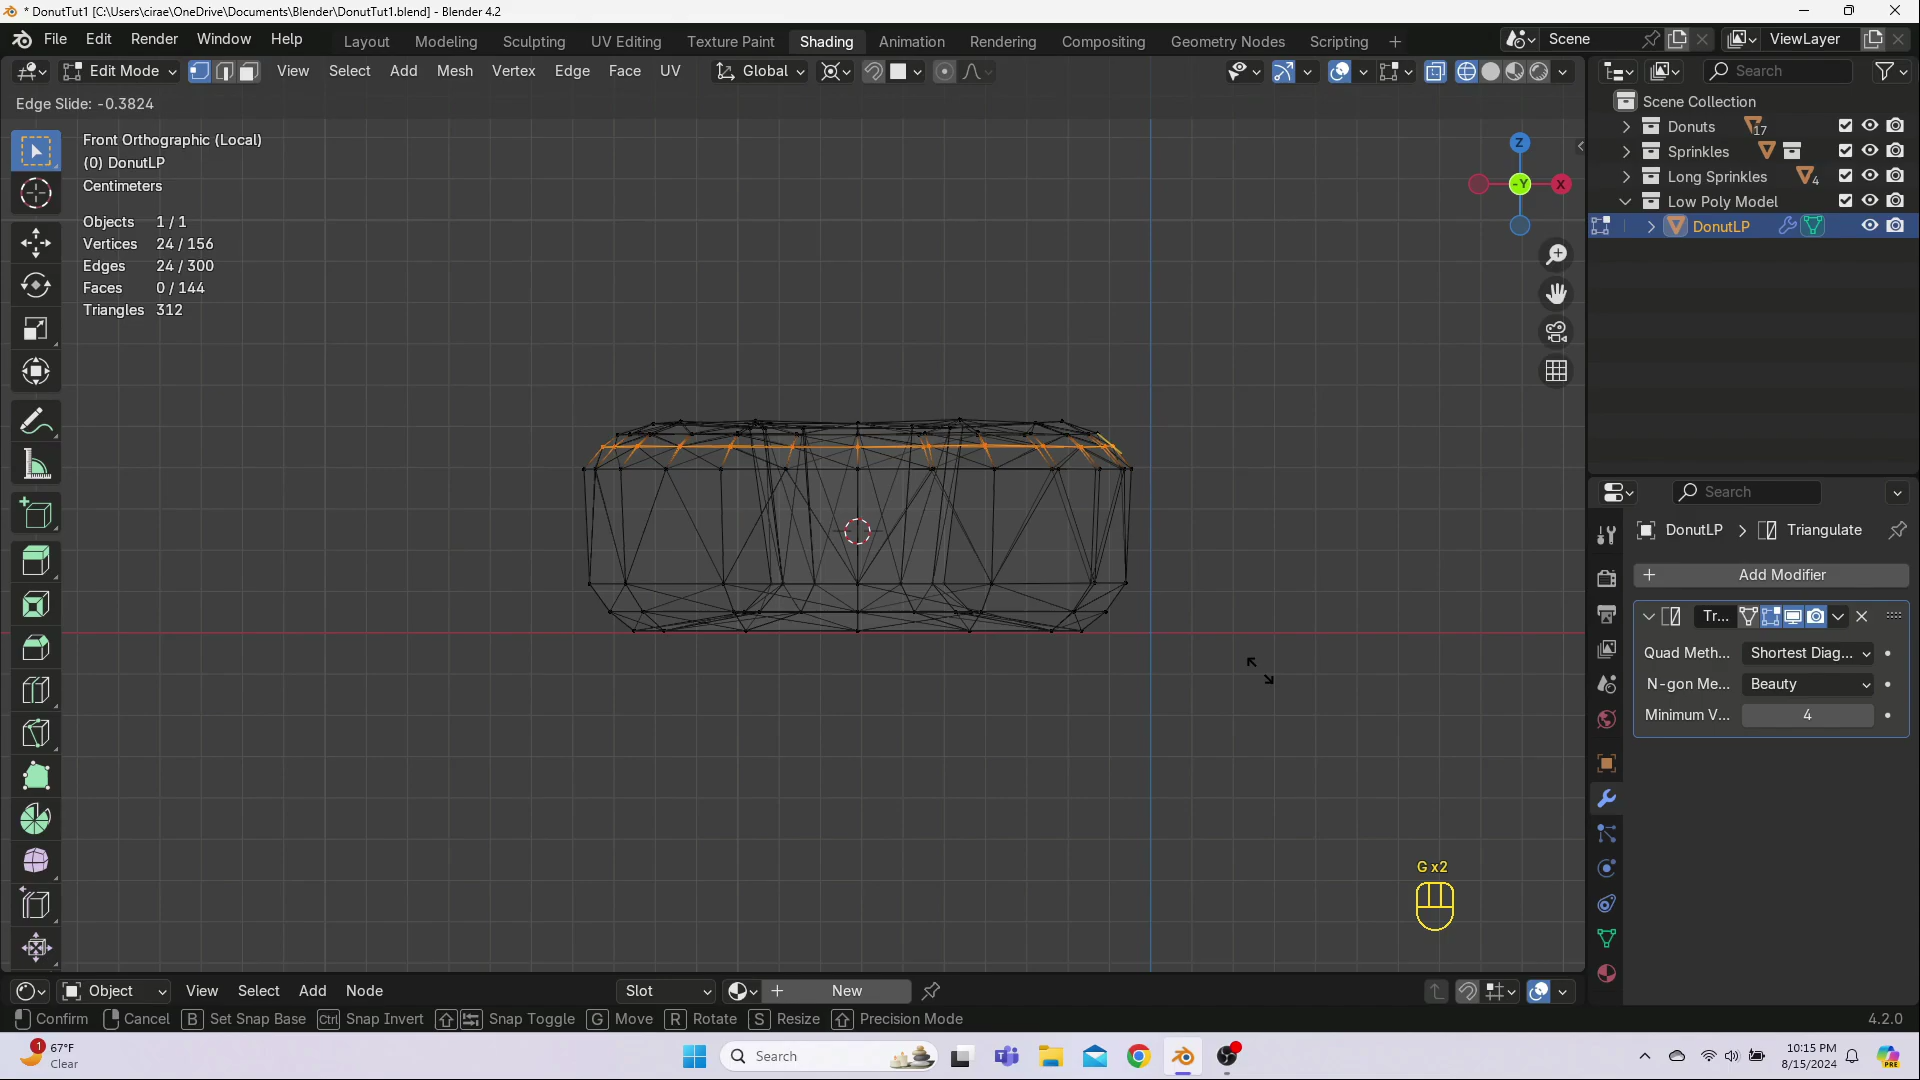 * DonutTut1 [C:\Users\cirae\OneDrive\Documents\Blender\DonutTut1.blend] - Blender 4.2
File Edit Render Window Help Layout Modeling Sculpting UV Editing Texture Paint Shading Animation Rendering Compositing Geometry Nodes Scripting + Scene ViewLayer
Edit Mode View Select Add Mesh Vertex Edge Face UV Global Search
Edge Slide: -0.3824
Scene Collection
Donuts 17
Sprinkles
Long Sprinkles 4
Low Poly Model
DonutLP
Front Orthographic (Local)
(0) DonutLP
Centimeters
Objects 1 / 1
Vertices 24 / 156
Edges 24 / 300
Faces 0 / 144
Triangles 312
Z
-Y
X
Search
DonutLP > Triangulate
+ Add Modifier
Tr...
Quad Meth... Shortest Diag...
N-gon Me... Beauty
Minimum V... 4
G x2
Object View Select Add Node Slot + New
Confirm Cancel B Set Snap Base Ctrl Snap Invert Snap Toggle G Move R Rotate S Resize Precision Mode 4.2.0
1 67°F
Clear
Search
10:15 PM
8/15/2024
PRE